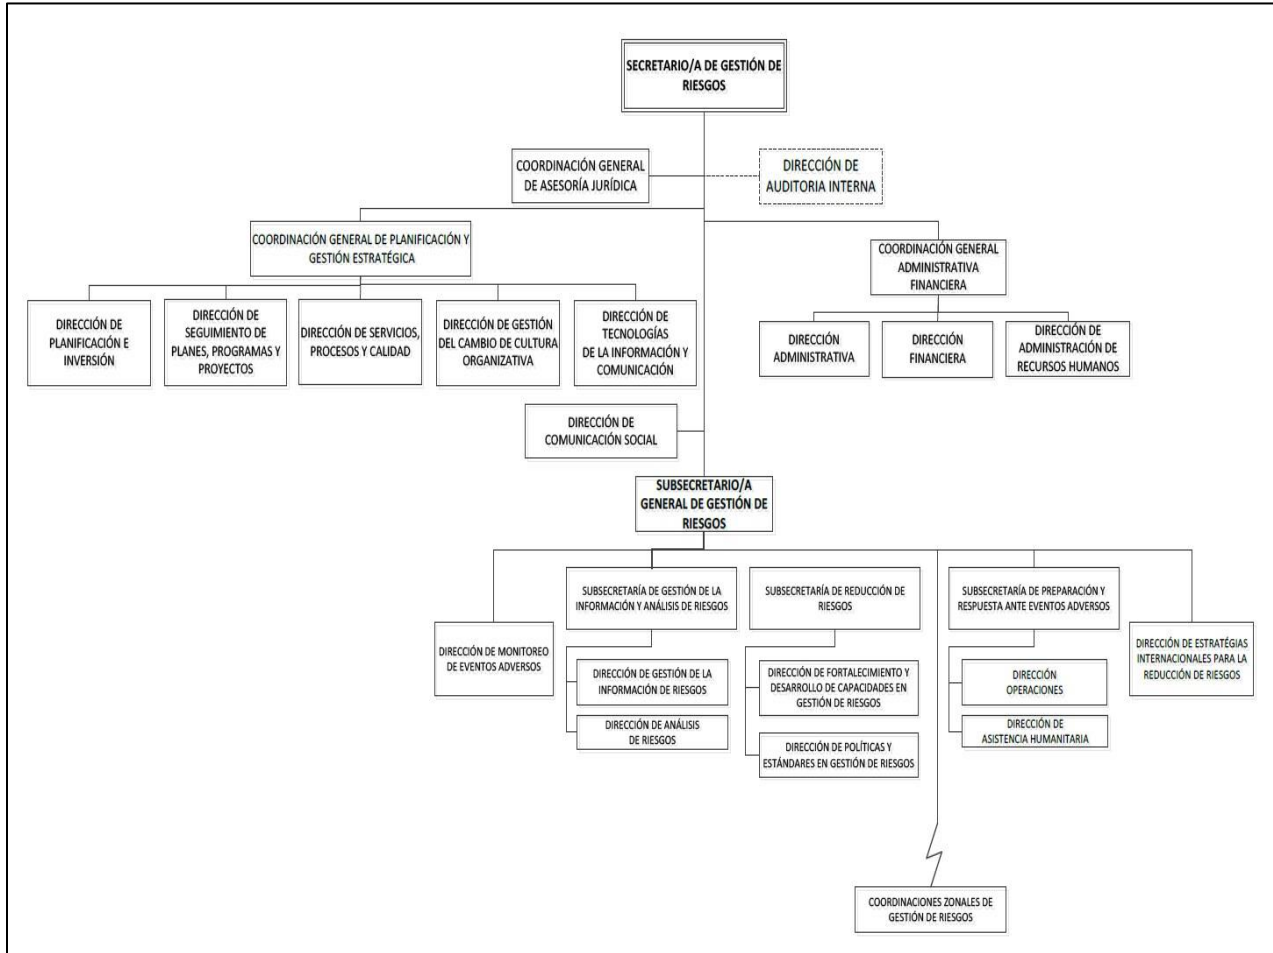 SECRETARIO/A DE GESTIÓN DE
RIESGOS
COORDINACIÓN GENERAL
DE ASESORÍA JURÍDICA
DIRECCIÓN DE
AUDITORIA INTERNA
COORDINACIÓN GENERAL DE PLANIFICACIÓN Y
GESTIÓN ESTRATÉGICA
COORDINACIÓN GENERAL
ADMINISTRATIVA
FINANCIERA
DIRECCIÓN DE
PLANIFICACIÓN E
INVERSIÓN
DIRECCIÓN DE
SEGUIMIENTO DE
PLANES, PROGRAMAS Y
PROYECTOS
DIRECCIÓN DE SERVICIOS,
PROCESOS Y CALIDAD
DIRECCIÓN DE GESTIÓN
DEL CAMBIO DE CULTURA
ORGANIZATIVA
DIRECCIÓN DE
TECNOLOGÍAS
DE LA INFORMACIÓN Y
COMUNICACIÓN
DIRECCIÓN
ADMINISTRATIVA
DIRECCIÓN
FINANCIERA
DIRECCIÓN DE
ADMINISTRACIÓN DE
RECURSOS HUMANOS
DIRECCIÓN DE
COMUNICACIÓN SOCIAL
SUBSECRETARIO/A
GENERAL DE GESTIÓN DE
RIESGOS
DIRECCIÓN DE MONITOREO
DE EVENTOS ADVERSOS
SUBSECRETARÍA DE GESTIÓN DE LA
INFORMACIÓN Y ANÁLISIS DE RIESGOS
DIRECCIÓN DE GESTIÓN DE LA
INFORMACIÓN DE RIESGOS
DIRECCIÓN DE ANÁLISIS
DE RIESGOS
SUBSECRETARÍA DE REDUCCIÓN DE
RIESGOS
DIRECCIÓN DE FORTALECIMIENTO Y
DESARROLLO DE CAPACIDADES EN
GESTIÓN DE RIESGOS
DIRECCIÓN DE POLÍTICAS Y
ESTÁNDARES EN GESTIÓN DE RIESGOS
SUBSECRETARÍA DE PREPARACIÓN Y
RESPUESTA ANTE EVENTOS ADVERSOS
DIRECCIÓN
OPERACIONES
DIRECCIÓN DE
ASISTENCIA HUMANITARIA
DIRECCIÓN DE ESTRATÉGIAS
INTERNACIONALES PARA LA
REDUCCIÓN DE RIESGOS
COORDINACIONES ZONALES DE
GESTIÓN DE RIESGOS